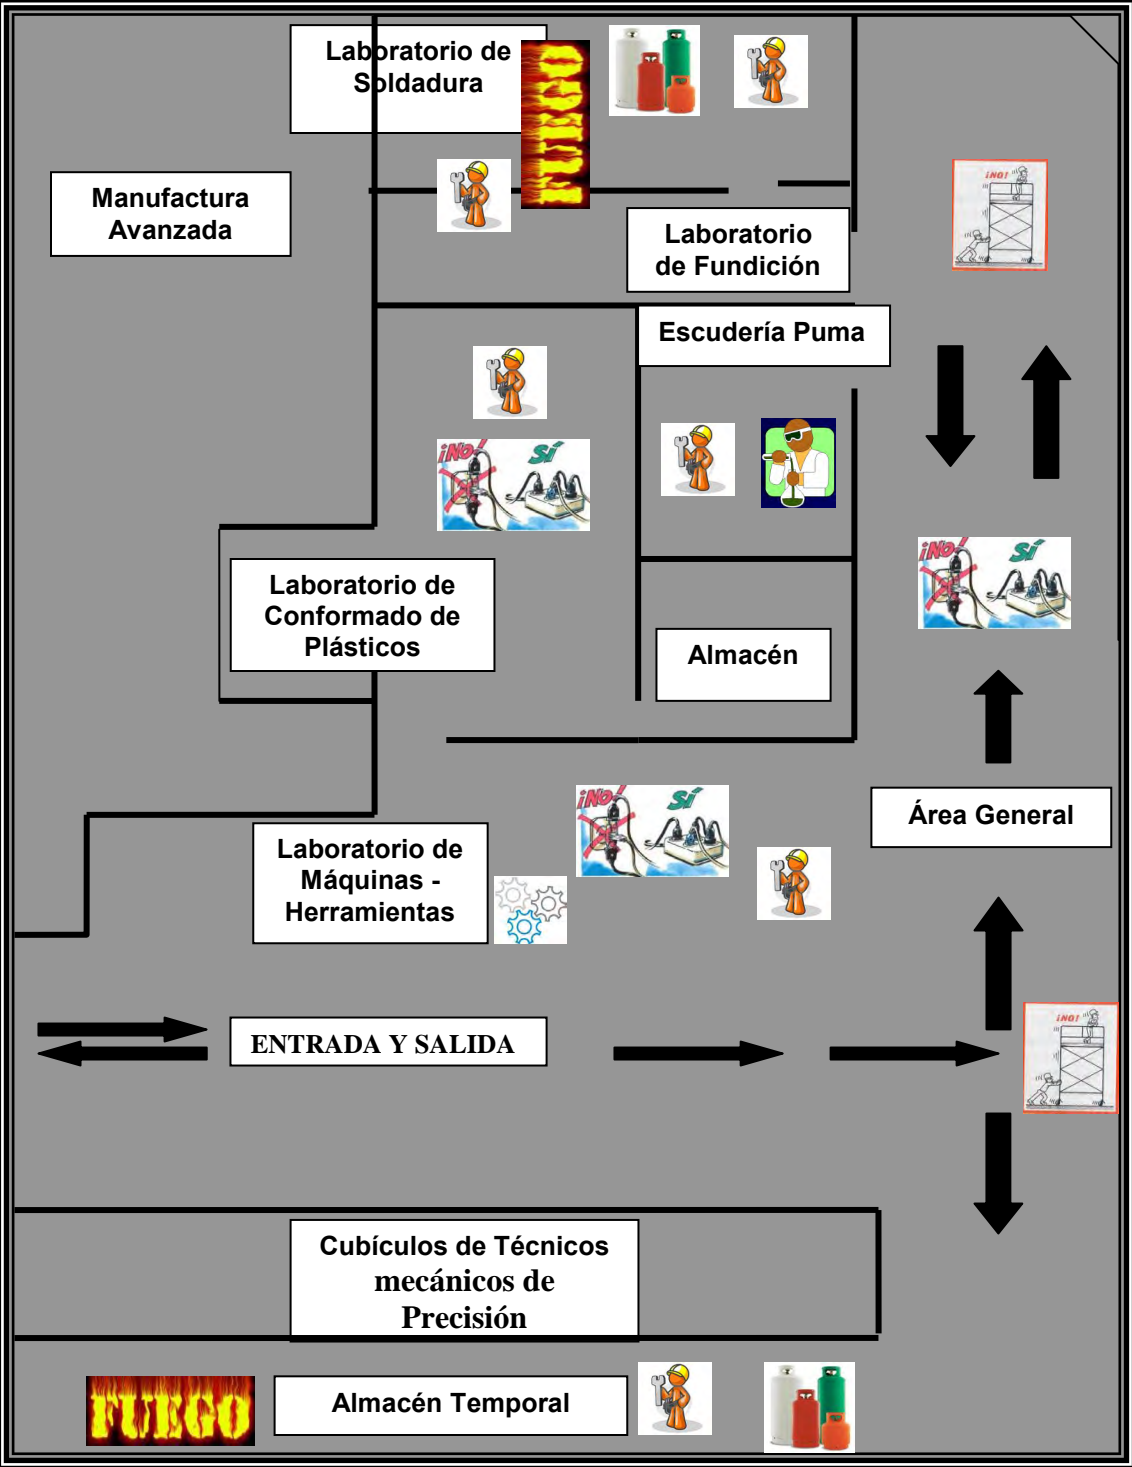 Laboratorio de
Soldadura
FUEGO
Manufactura
Avanzada
¡NO!
Laboratorio
de Fundición
Escudería Puma
¡NO! SÍ
¡NO! SÍ
Laboratorio de
Conformado de
Plásticos
Almacén
¡NO! SÍ
Área General
Laboratorio de
Máquinas -
Herramientas
¡NO!
ENTRADA Y SALIDA
Cubículos de Técnicos
mecánicos de
Precisión
FUEGO
Almacén Temporal